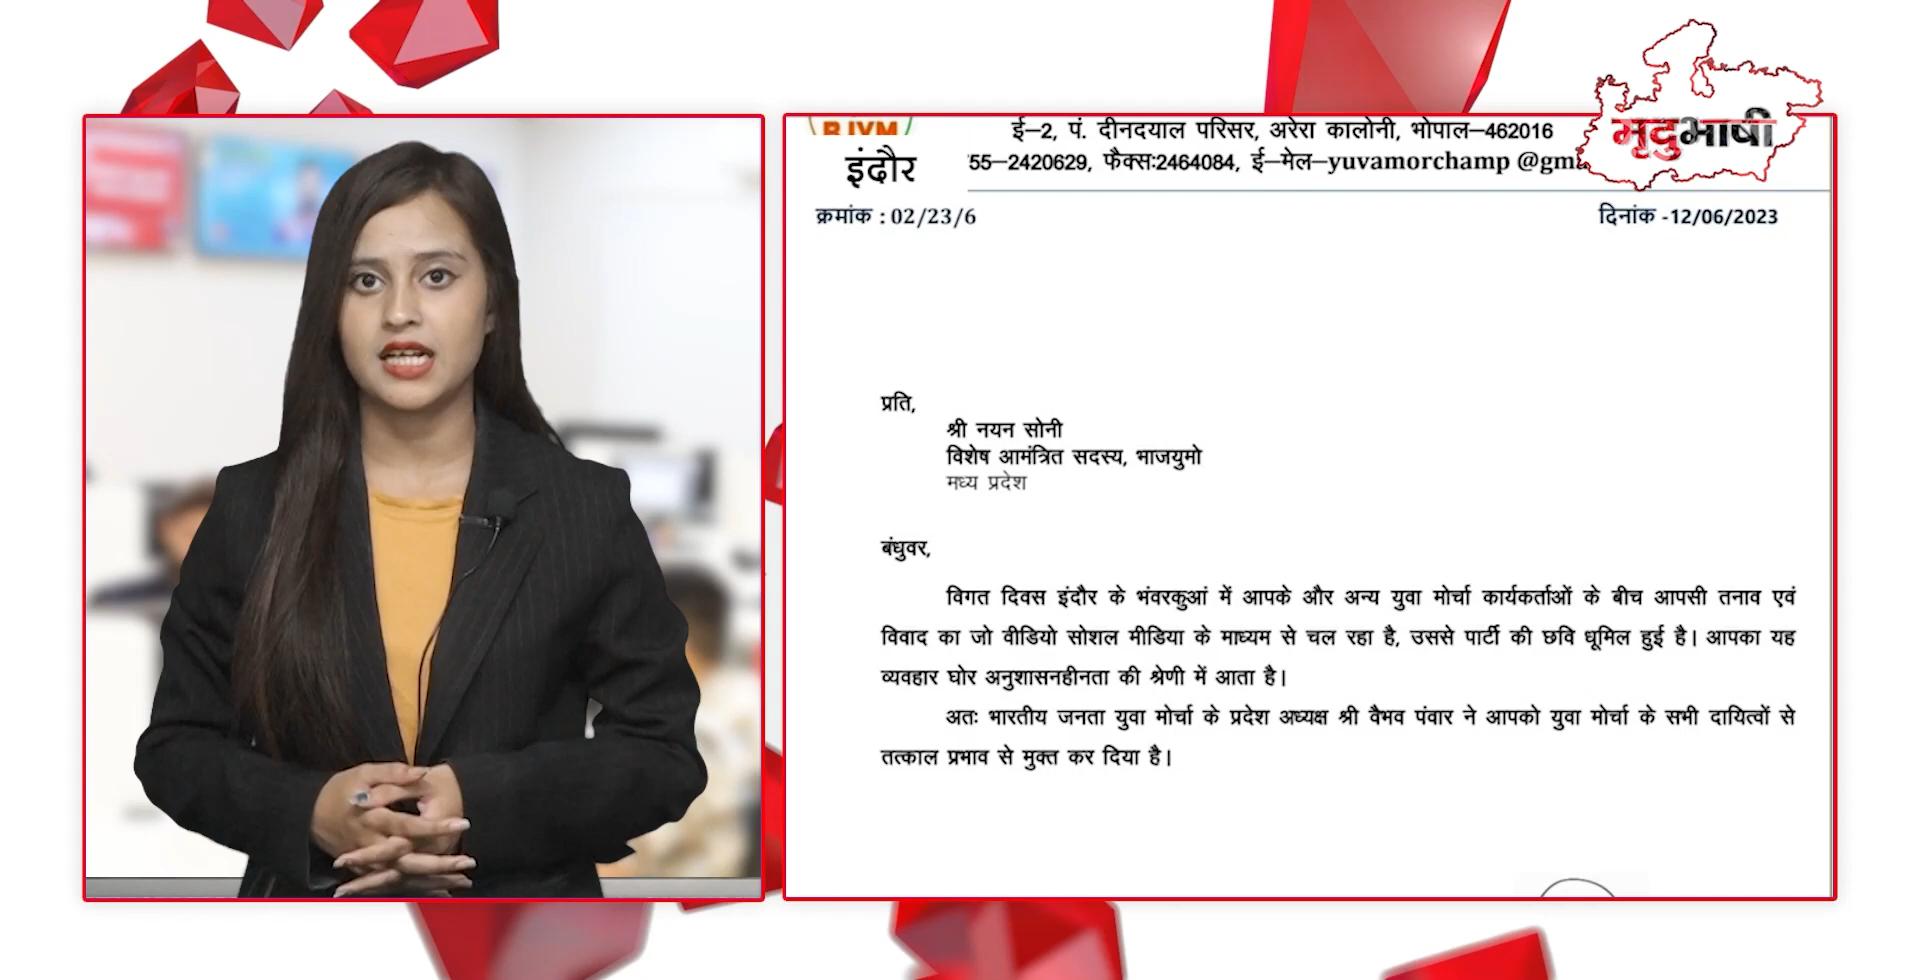 BJYM
इंदौर
ई–2, पं. दीनदयाल परिसर, अरेरा कालोनी, भोपाल–462016
55–2420629, फैक्स:2464084, ई–मेल–yuvamorchamp @gm
मृदुभाषी
क्रमांक : 02/23/6
दिनांक -12/06/2023
प्रति,
श्री नयन सोनी
विशेष आमंत्रित सदस्य, भाजयुमो
मध्य प्रदेश
बंधुवर,
विगत दिवस इंदौर के भंवरकुआं में आपके और अन्य युवा मोर्चा कार्यकर्ताओं के बीच आपसी तनाव एवं
विवाद का जो वीडियो सोशल मीडिया के माध्यम से चल रहा है, उससे पार्टी की छवि धूमिल हुई है। आपका यह
व्यवहार घोर अनुशासनहीनता की श्रेणी में आता है।
अतः भारतीय जनता युवा मोर्चा के प्रदेश अध्यक्ष श्री वैभव पंवार ने आपको युवा मोर्चा के सभी दायित्वों से
तत्काल प्रभाव से मुक्त कर दिया है।